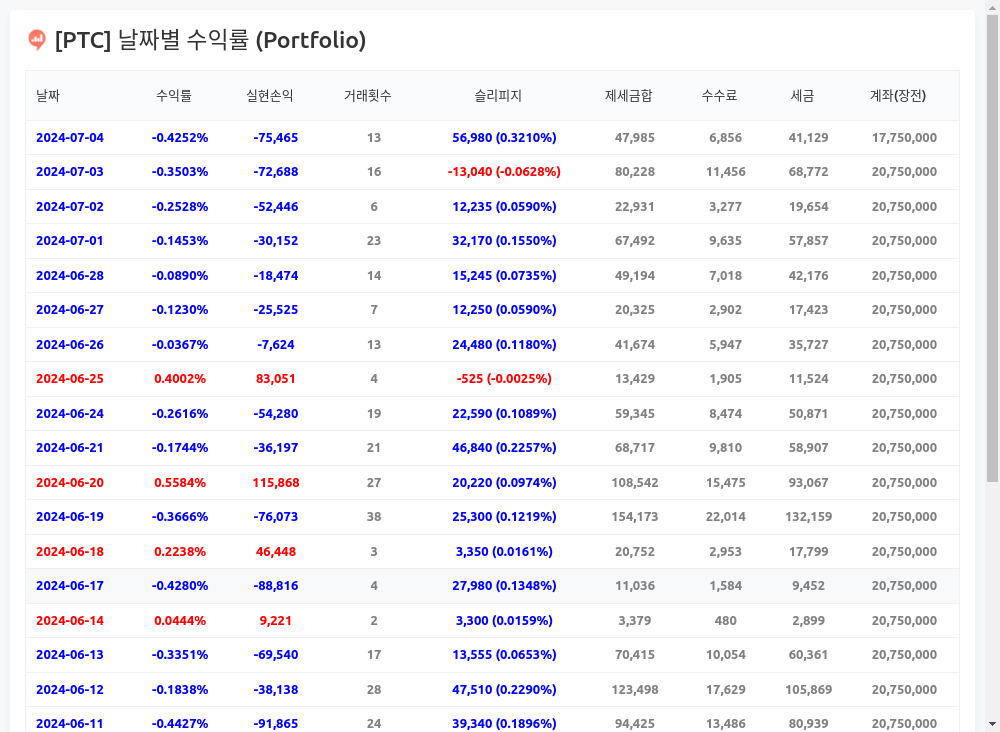 [PTC] 날짜별 수익률 (Portfolio)
날짜 수익률 실현손익 거래횟수 슬리피지 제세금합 수수료 세금 계좌(장전)
2024-07-04 -0.4252% -75,465 13 56,980 (0.3210%) 47,985 6,856 41,129 17,750,000
2024-07-03 -0.3503% -72,688 16 -13,040 (-0.0628%) 80,228 11,456 68,772 20,750,000
2024-07-02 -0.2528% -52,446 6 12,235 (0.0590%) 22,931 3,277 19,654 20,750,000
2024-07-01 -0.1453% -30,152 23 32,170 (0.1550%) 67,492 9,635 57,857 20,750,000
2024-06-28 -0.0890% -18,474 14 15,245 (0.0735%) 49,194 7,018 42,176 20,750,000
2024-06-27 -0.1230% -25,525 7 12,250 (0.0590%) 20,325 2,902 17,423 20,750,000
2024-06-26 -0.0367% -7,624 13 24,480 (0.1180%) 41,674 5,947 35,727 20,750,000
2024-06-25 0.4002% 83,051 4 -525 (-0.0025%) 13,429 1,905 11,524 20,750,000
2024-06-24 -0.2616% -54,280 19 22,590 (0.1089%) 59,345 8,474 50,871 20,750,000
2024-06-21 -0.1744% -36,197 21 46,840 (0.2257%) 68,717 9,810 58,907 20,750,000
2024-06-20 0.5584% 115,868 27 20,220 (0.0974%) 108,542 15,475 93,067 20,750,000
2024-06-19 -0.3666% -76,073 38 25,300 (0.1219%) 154,173 22,014 132,159 20,750,000
2024-06-18 0.2238% 46,448 3 3,350 (0.0161%) 20,752 2,953 17,799 20,750,000
2024-06-17 -0.4280% -88,816 4 27,980 (0.1348%) 11,036 1,584 9,452 20,750,000
2024-06-14 0.0444% 9,221 2 3,300 (0.0159%) 3,379 480 2,899 20,750,000
2024-06-13 -0.3351% -69,540 17 13,555 (0.0653%) 70,415 10,054 60,361 20,750,000
2024-06-12 -0.1838% -38,138 28 47,510 (0.2290%) 123,498 17,629 105,869 20,750,000
2024-06-11 -0.4427% -91,865 24 39,340 (0.1896%) 94,425 13,486 80,939 20,750,000